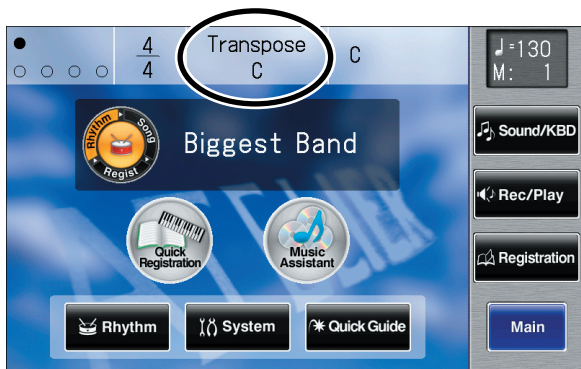 4
4
Transpose
C
C
♩=130
M: 1
Rhythm
Song
Regist
Biggest Band
Sound/KBD
Rec/Play
Registration
Main
Quick
Registration
Music
Assistant
Rhythm
System
Quick Guide
ATELIER